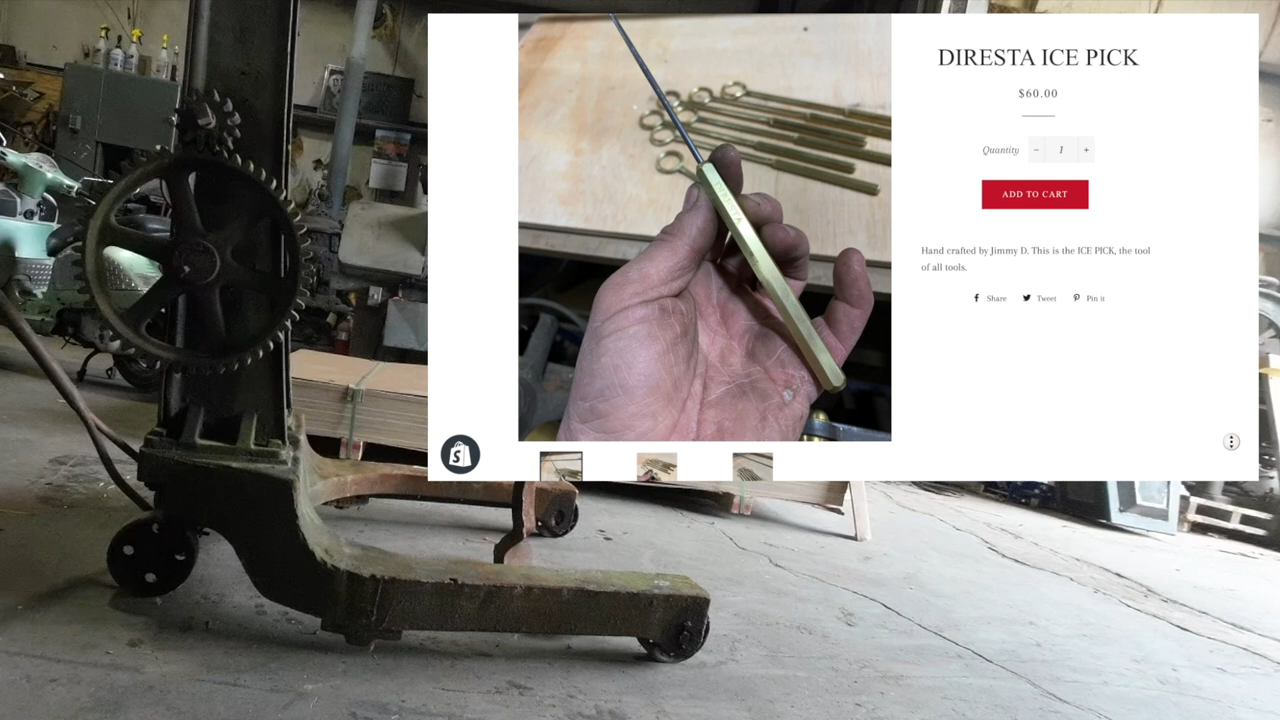 DIRESTA ICE PICK
$60.00
Quantity − 1 +
ADD TO CART
DIRESTA
Hand crafted by Jimmy D. This is the ICE PICK, the tool
of all tools.
Share Tweet Pin it